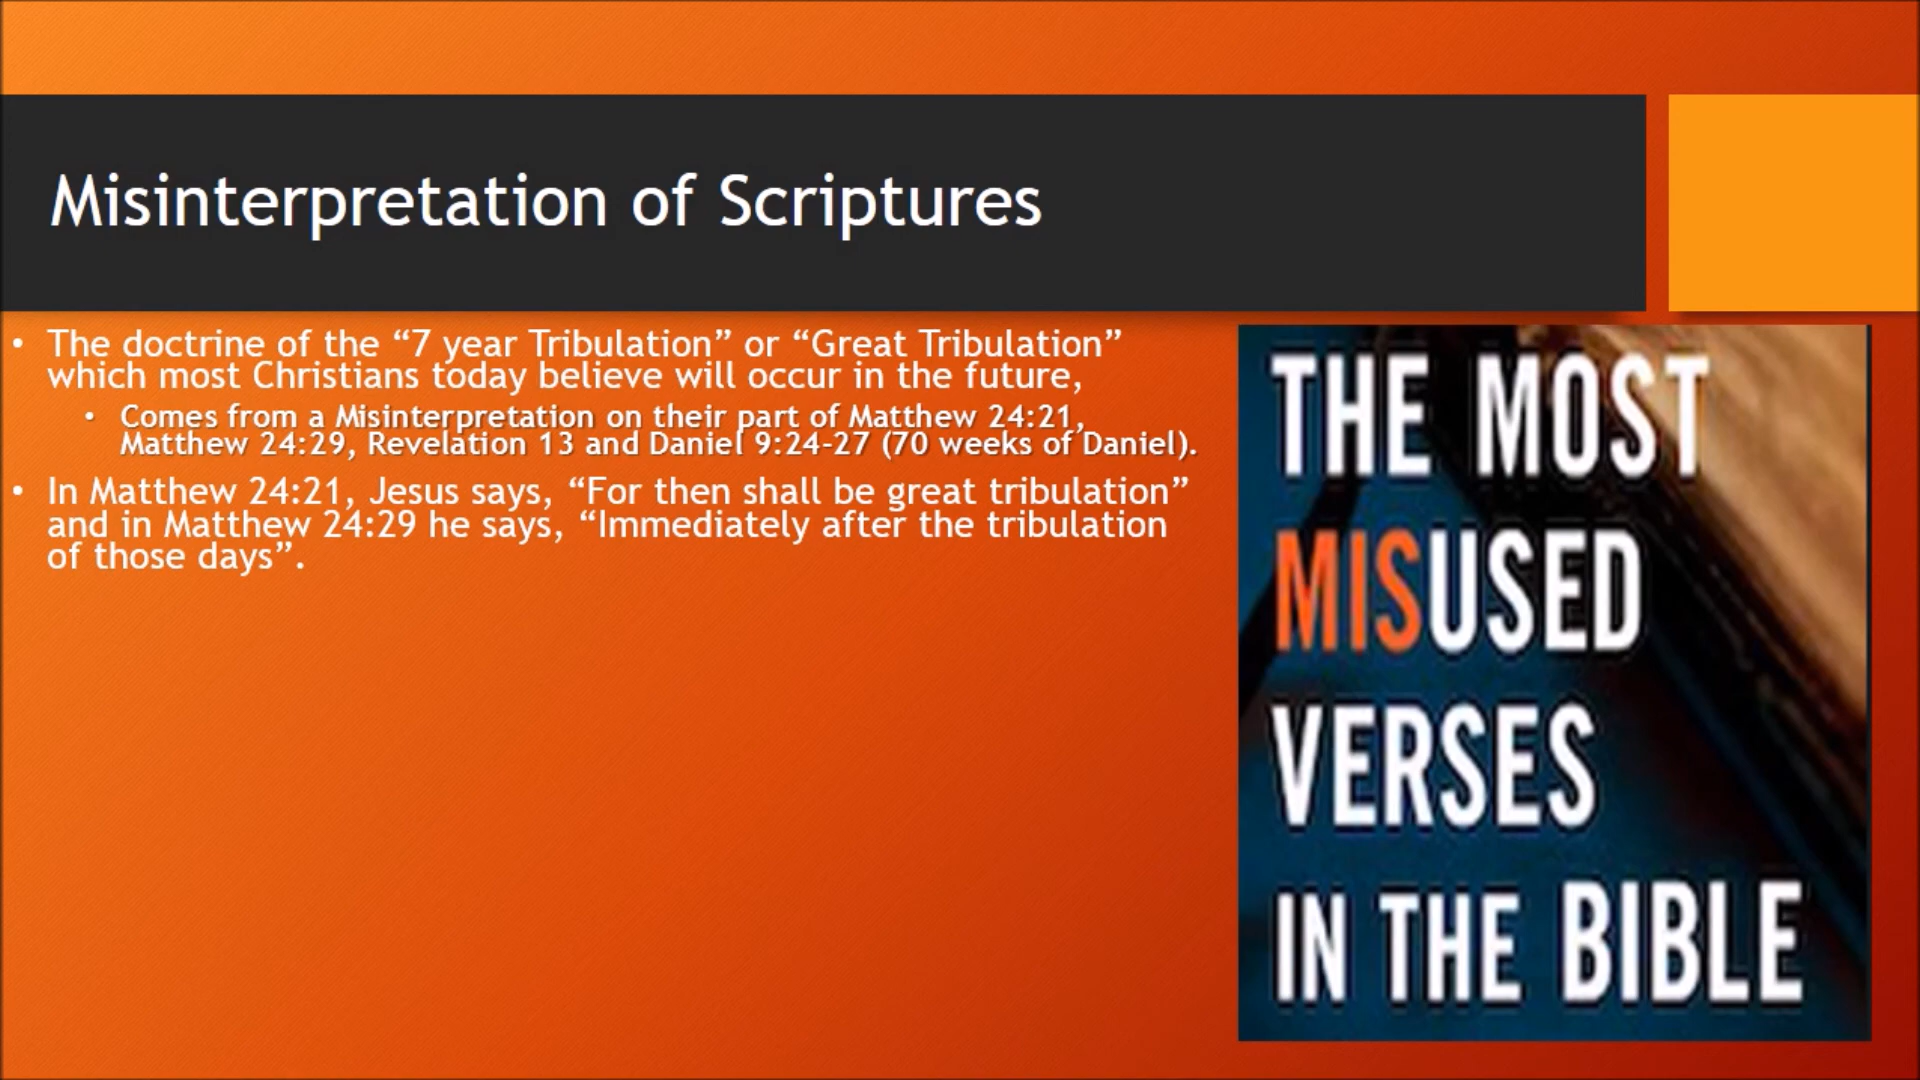 Misinterpretation of Scriptures
• The doctrine of the “7 year Tribulation” or “Great Tribulation”
which most Christians today believe will occur in the future,
• Comes from a Misinterpretation on their part of Matthew 24:21,
Matthew 24:29, Revelation 13 and Daniel 9:24-27 (70 weeks of Daniel).
• In Matthew 24:21, Jesus says, “For then shall be great tribulation”
and in Matthew 24:29 he says, “Immediately after the tribulation
of those days”.
THE MOST
MISUSED
VERSES
IN THE BIBLE